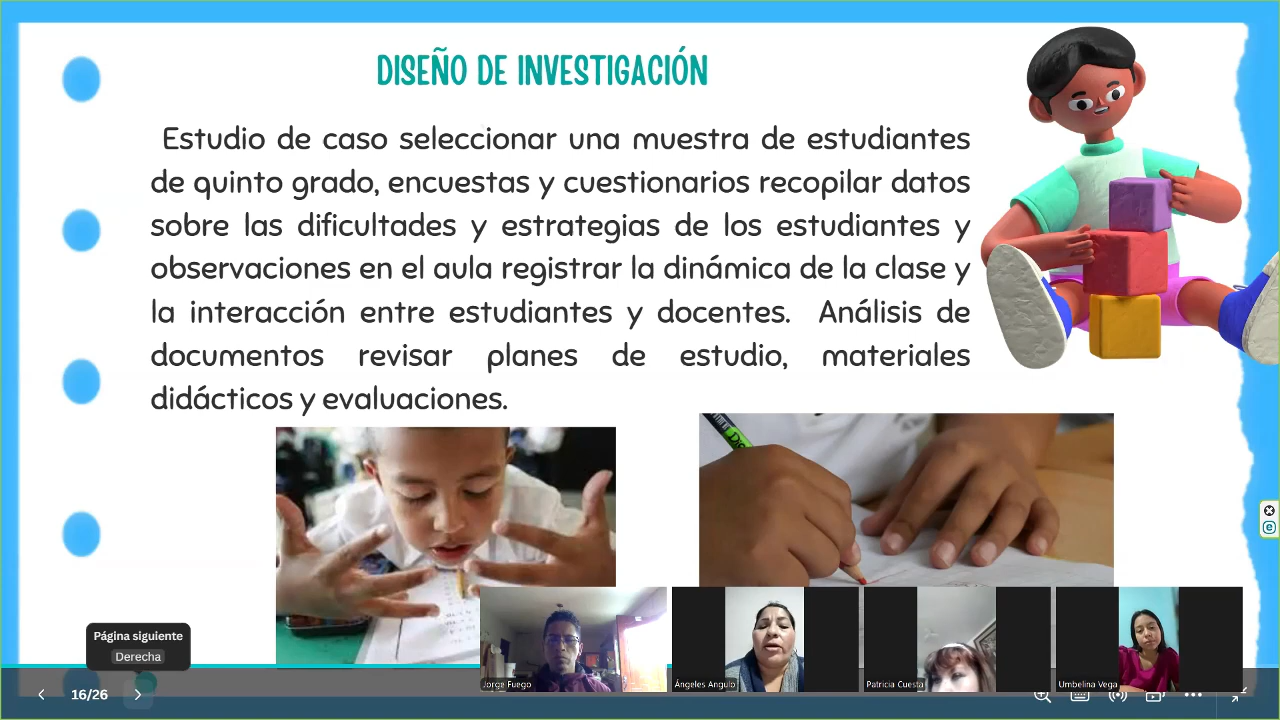 DISEÑO DE INVESTIGACIÓN
Estudio de caso seleccionar una muestra de estudiantes
de quinto grado, encuestas y cuestionarios recopilar datos
sobre las dificultades y estrategias de los estudiantes y
observaciones en el aula registrar la dinámica de la clase y
la interacción entre estudiantes y docentes. Análisis de
documentos revisar planes de estudio, materiales
didácticos y evaluaciones.
Página siguiente
Derecha
16/26
Jorge Fuego
Ángeles Angulo
Patricia Cuesta
Umbelina Vega